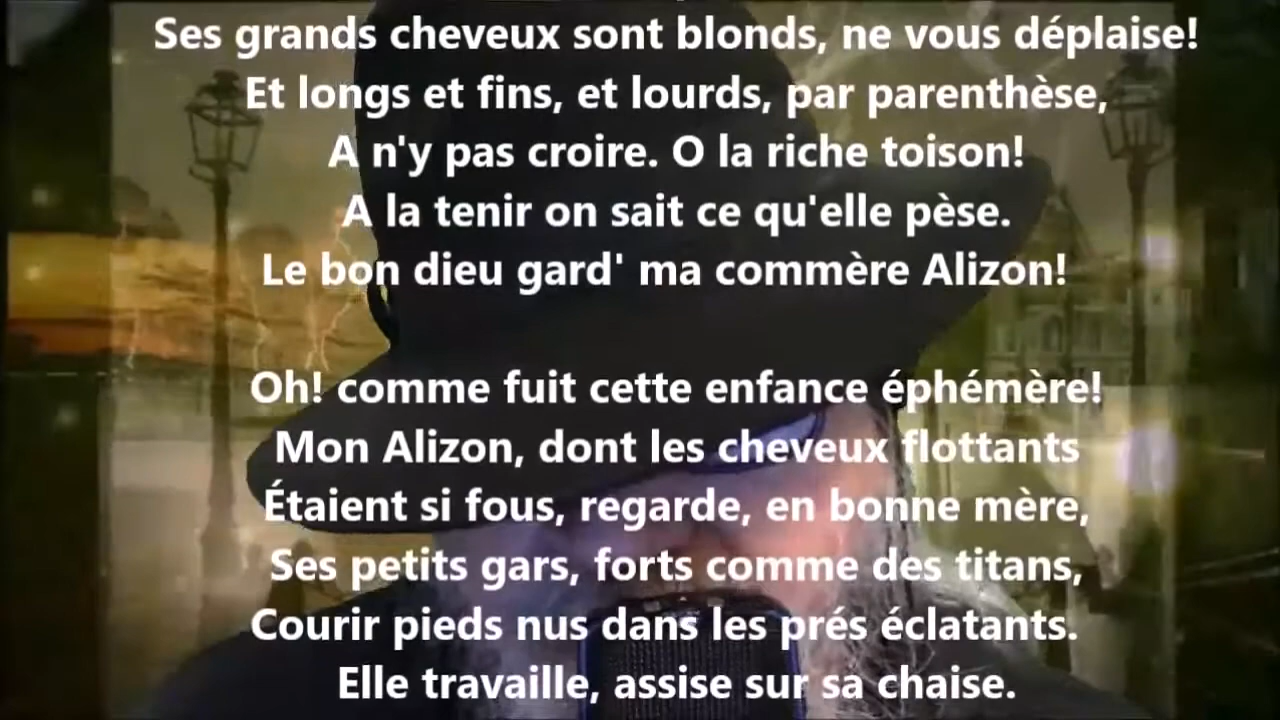 Ses grands cheveux sont blonds, ne vous déplaise!
Et longs et fins, et lourds, par parenthèse,
A n'y pas croire. O la riche toison!
A la tenir on sait ce qu'elle pèse.
Le bon dieu gard' ma commère Alizon!
Oh! comme fuit cette enfance éphémère!
Mon Alizon, dont les cheveux flottants
Étaient si fous, regarde, en bonne mère,
Ses petits gars, forts comme des titans,
Courir pieds nus dans les prés éclatants.
Elle travaille, assise sur sa chaise.